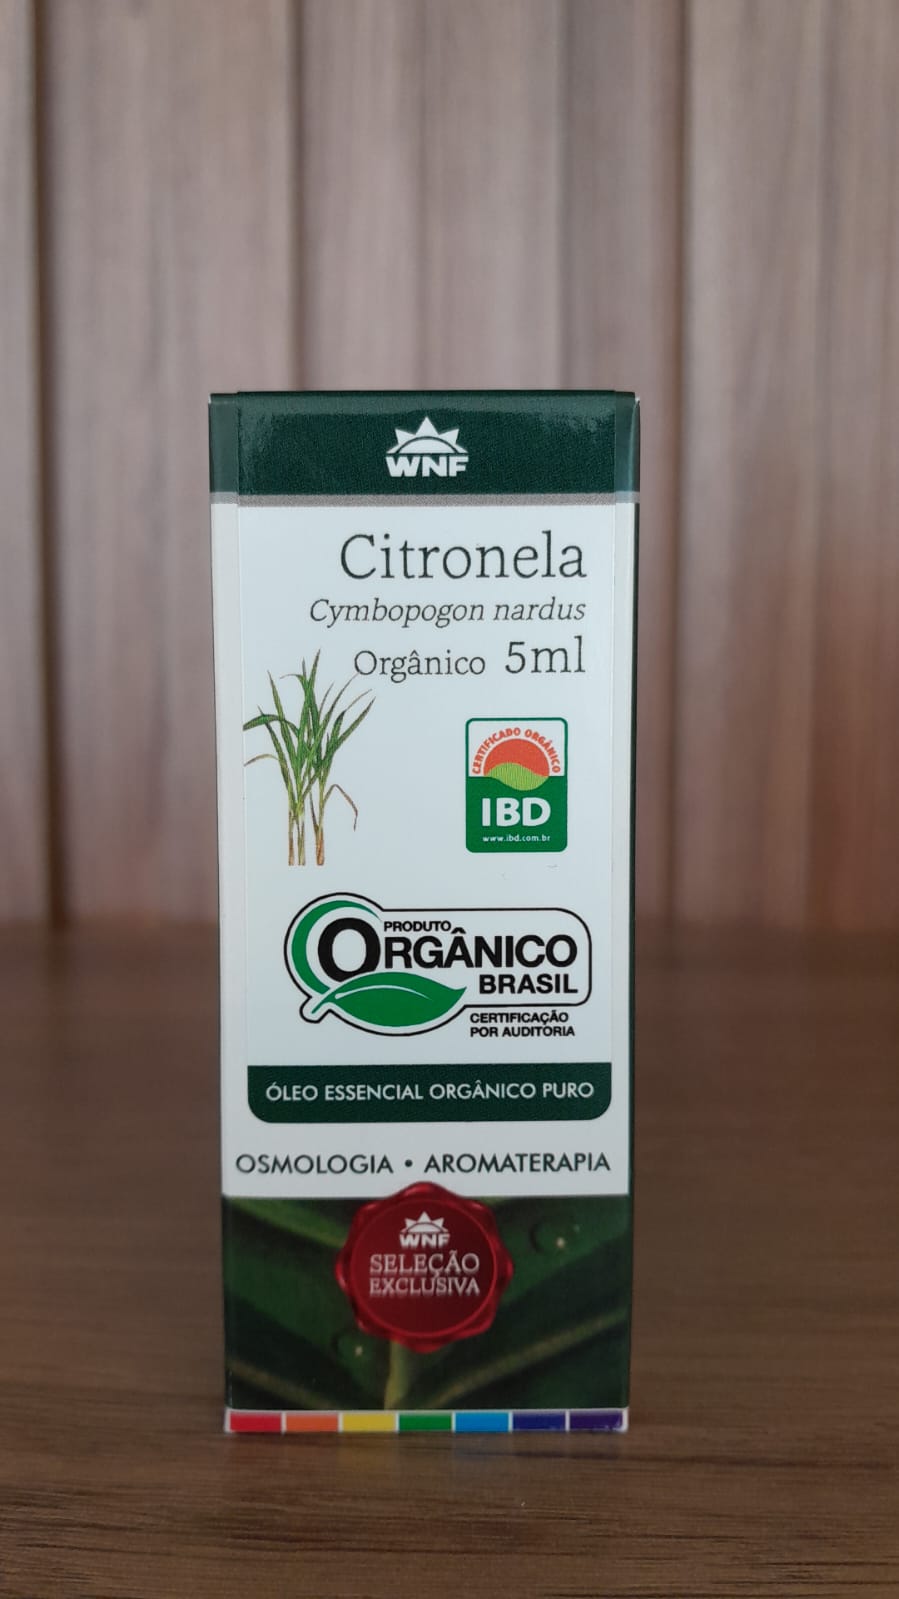 WNF
Citronela
Cymbopogon nardus
Orgânico 5ml
CERTIFICADO ORGÂNICO
IBD
www.ibd.com.br
PRODUTO
ORGÂNICO
BRASIL
CERTIFICAÇÃO
POR AUDITORIA
ÓLEO ESSENCIAL ORGÂNICO PURO
OSMOLOGIA • AROMATERAPIA
WNF
SELEÇÃO
EXCLUSIVA